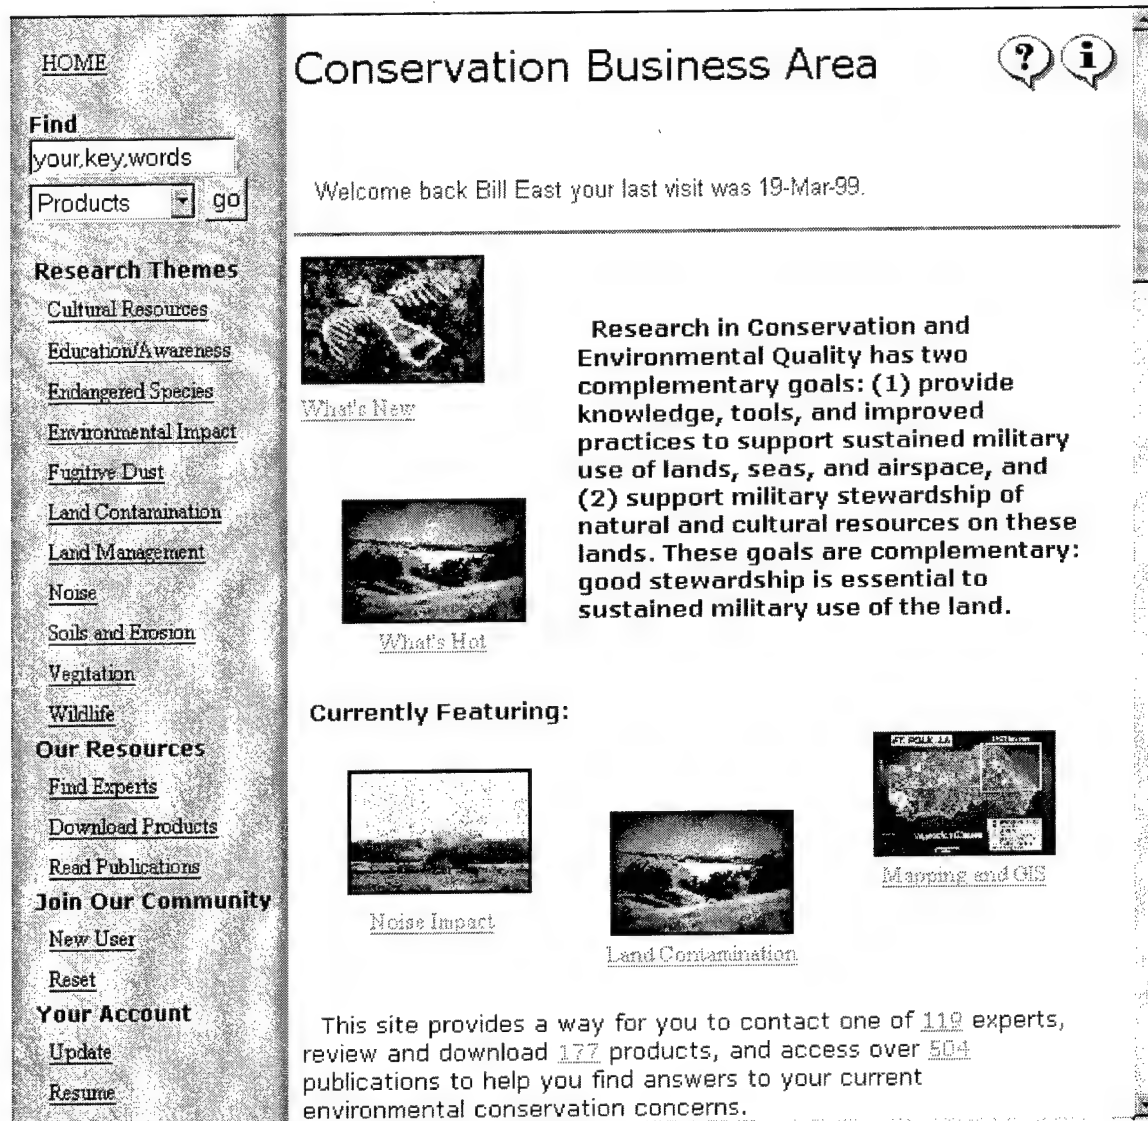 HOME
Find
your,key,words
Products go
Research Themes
Cultural Resources
Education/Awareness
Endangered Species
Environmental Impact
Fugitive Dust
Land Contamination
Land Management
Noise
Soils and Erosion
Vegitation
Wildlife
Our Resources
Find Experts
Download Products
Read Publications
Join Our Community
New User
Reset
Your Account
Update
Resume
Conservation Business Area
? i
Welcome back Bill East your last visit was 19-Mar-99.
What's New
What's Hot
Research in Conservation and
Environmental Quality has two
complementary goals: (1) provide
knowledge, tools, and improved
practices to support sustained military
use of lands, seas, and airspace, and
(2) support military stewardship of
natural and cultural resources on these
lands. These goals are complementary:
good stewardship is essential to
sustained military use of the land.
Currently Featuring:
Noise Impact
Land Contamination
FT. POLK, LA
Mapping and GIS
This site provides a way for you to contact one of 119 experts,
review and download 177 products, and access over 504
publications to help you find answers to your current
environmental conservation concerns.